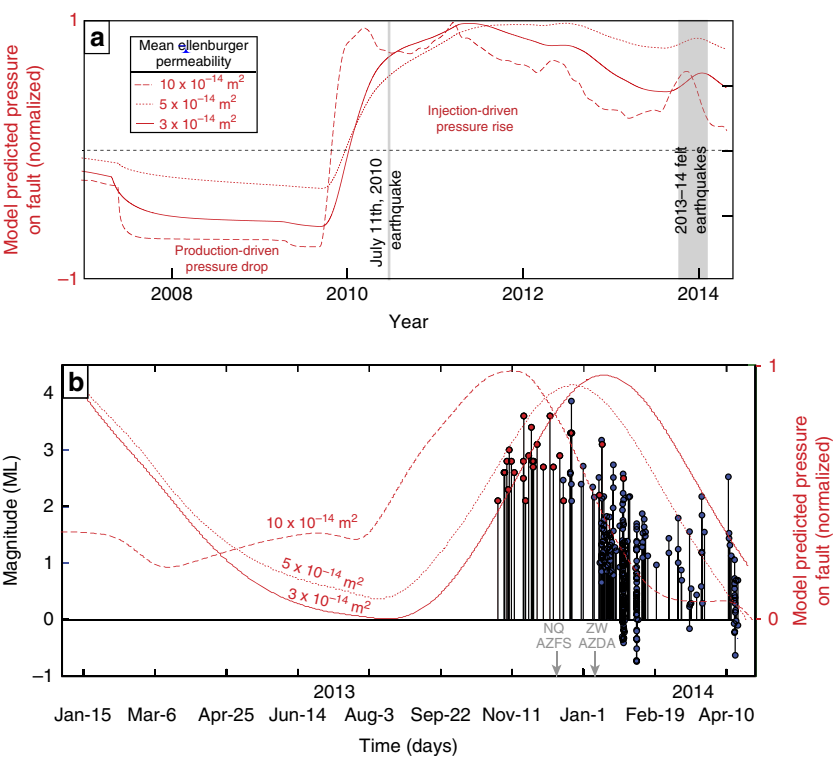 a
1
Mean ellenburger
permeability
10 x 10⁻¹⁴ m²
5 x 10⁻¹⁴ m²
3 x 10⁻¹⁴ m²
Model predicted pressure
on fault (normalized)
Injection-driven
pressure rise
July 11th, 2010
earthquake
2013–14 felt
earthquakes
Production-driven
pressure drop
–1
2008
2010
2012
2014
Year
b
4
3
2
1
0
–1
Magnitude (ML)
1
0
Model predicted pressure
on fault (normalized)
10 x 10⁻¹⁴ m²
5 x 10⁻¹⁴ m²
3 x 10⁻¹⁴ m²
NQ
AZFS
ZW
AZDA
2013
2014
Jan-15
Mar-6
Apr-25
Jun-14
Aug-3
Sep-22
Nov-11
Jan-1
Feb-19
Apr-10
Time (days)